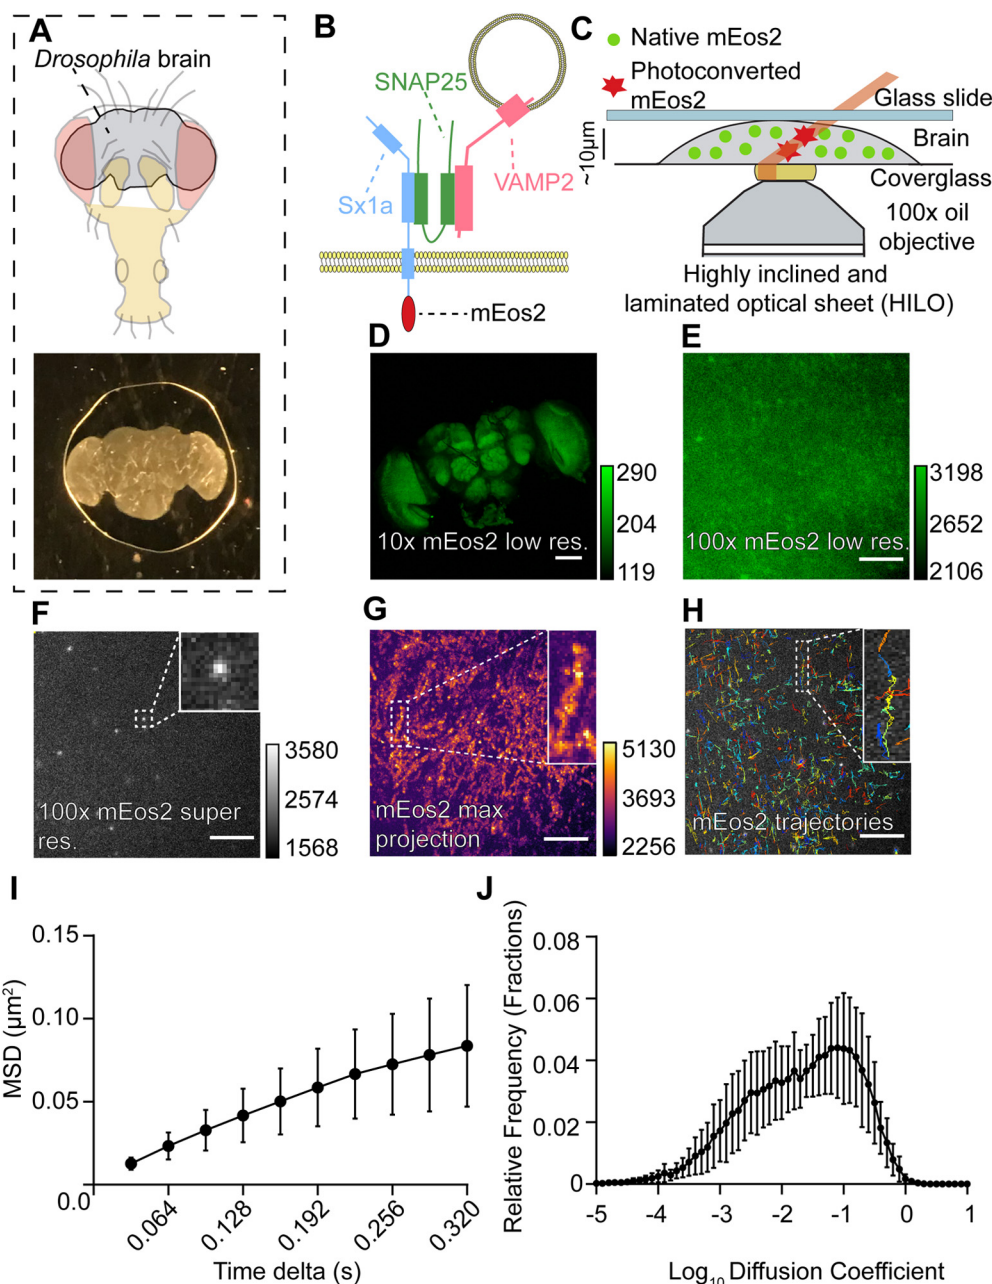 A
Drosophila brain
B
SNAP25
Sx1a
VAMP2
mEos2
C
Native mEos2
Photoconverted
mEos2
Glass slide
~10µm
Brain
Coverglass
100x oil
objective
Highly inclined and
laminated optical sheet (HILO)
D
10x mEos2 low res.
290
204
119
E
100x mEos2 low res.
3198
2652
2106
F
100x mEos2 super
res.
3580
2574
1568
G
mEos2 max
projection
5130
3693
2256
H
mEos2 trajectories
I
MSD (µm²)
0.15
0.10
0.05
0.0
0.064
0.128
0.192
0.256
0.320
Time delta (s)
J
Relative Frequency (Fractions)
0.08
0.06
0.04
0.02
0
-5
-4
-3
-2
-1
0
1
Log₁₀ Diffusion Coefficient